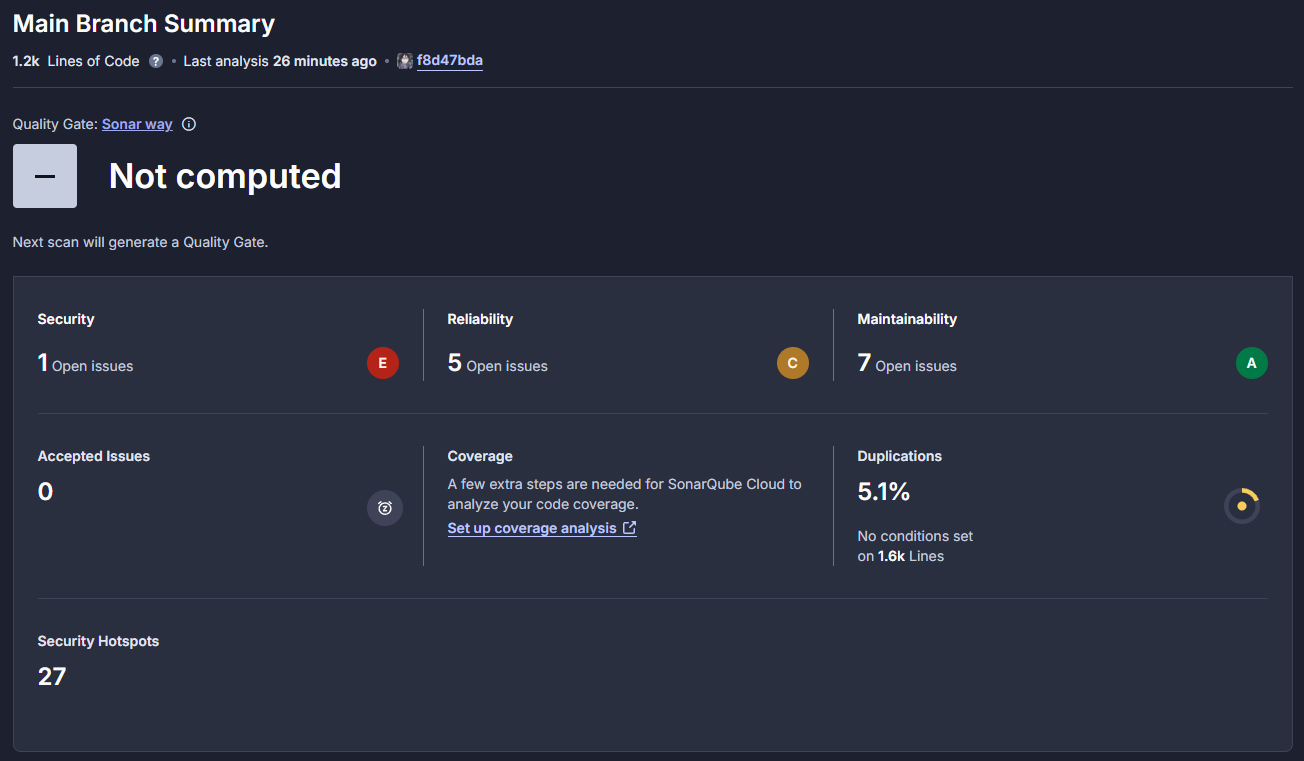 Main Branch Summary
1.2k Lines of Code ? • Last analysis 26 minutes ago • f8d47bda
Quality Gate: Sonar way
Not computed
Next scan will generate a Quality Gate.
Security
1 Open issues
E
Reliability
5 Open issues
C
Maintainability
7 Open issues
A
Accepted Issues
0
Coverage
A few extra steps are needed for SonarQube Cloud to
analyze your code coverage.
Set up coverage analysis
Duplications
5.1%
No conditions set
on 1.6k Lines
Security Hotspots
27